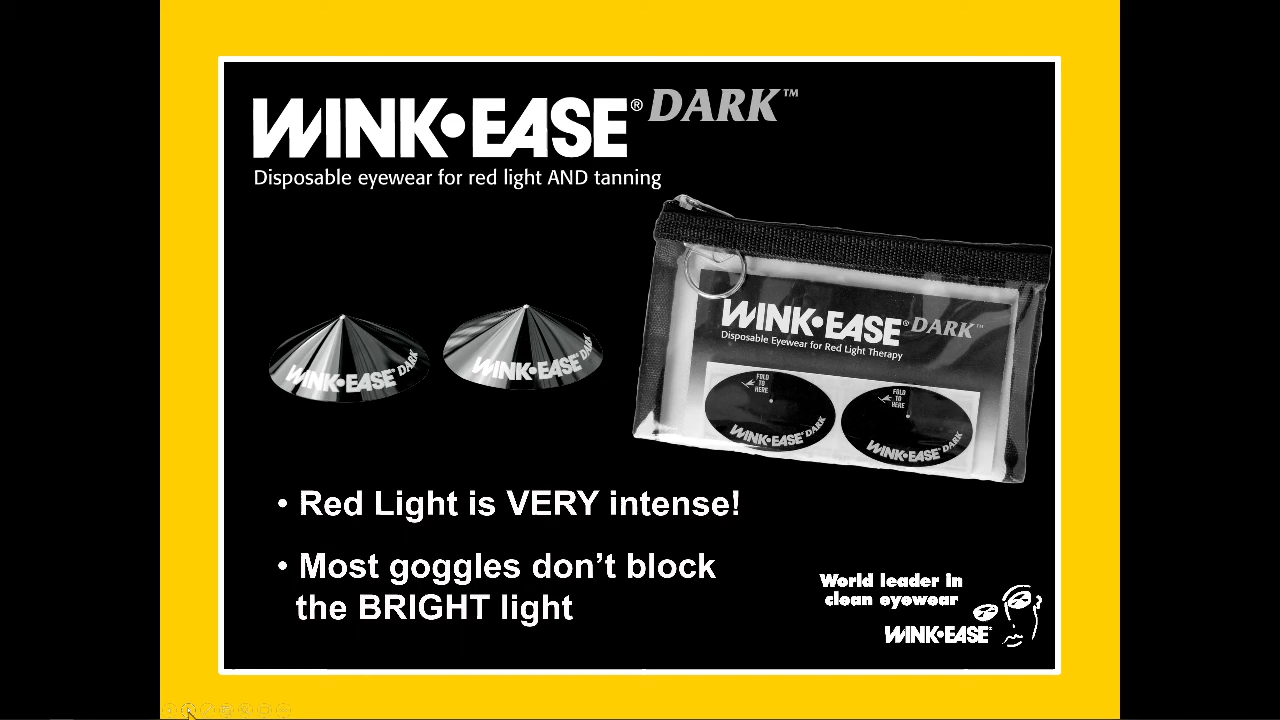 WINK•EASE® DARK™
Disposable eyewear for red light AND tanning
WINK•EASE® DARK
WINK•EASE® DARK
WINK•EASE® DARK™
Disposable Eyewear for Red Light Therapy
FOLD
TO
HERE
FOLD
TO
HERE
WINK•EASE® DARK
WINK•EASE® DARK
• Red Light is VERY intense!
• Most goggles don’t block
the BRIGHT light
World leader in
clean eyewear
WINK•EASE®